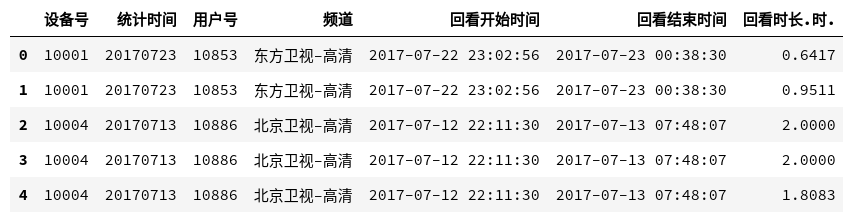 设备号 统计时间 用户号 频道 回看开始时间 回看结束时间 回看时长.时.
0 10001 20170723 10853 东方卫视-高清 2017-07-22 23:02:56 2017-07-23 00:38:30 0.6417
1 10001 20170723 10853 东方卫视-高清 2017-07-22 23:02:56 2017-07-23 00:38:30 0.9511
2 10004 20170713 10886 北京卫视-高清 2017-07-12 22:11:30 2017-07-13 07:48:07 2.0000
3 10004 20170713 10886 北京卫视-高清 2017-07-12 22:11:30 2017-07-13 07:48:07 2.0000
4 10004 20170713 10886 北京卫视-高清 2017-07-12 22:11:30 2017-07-13 07:48:07 1.8083